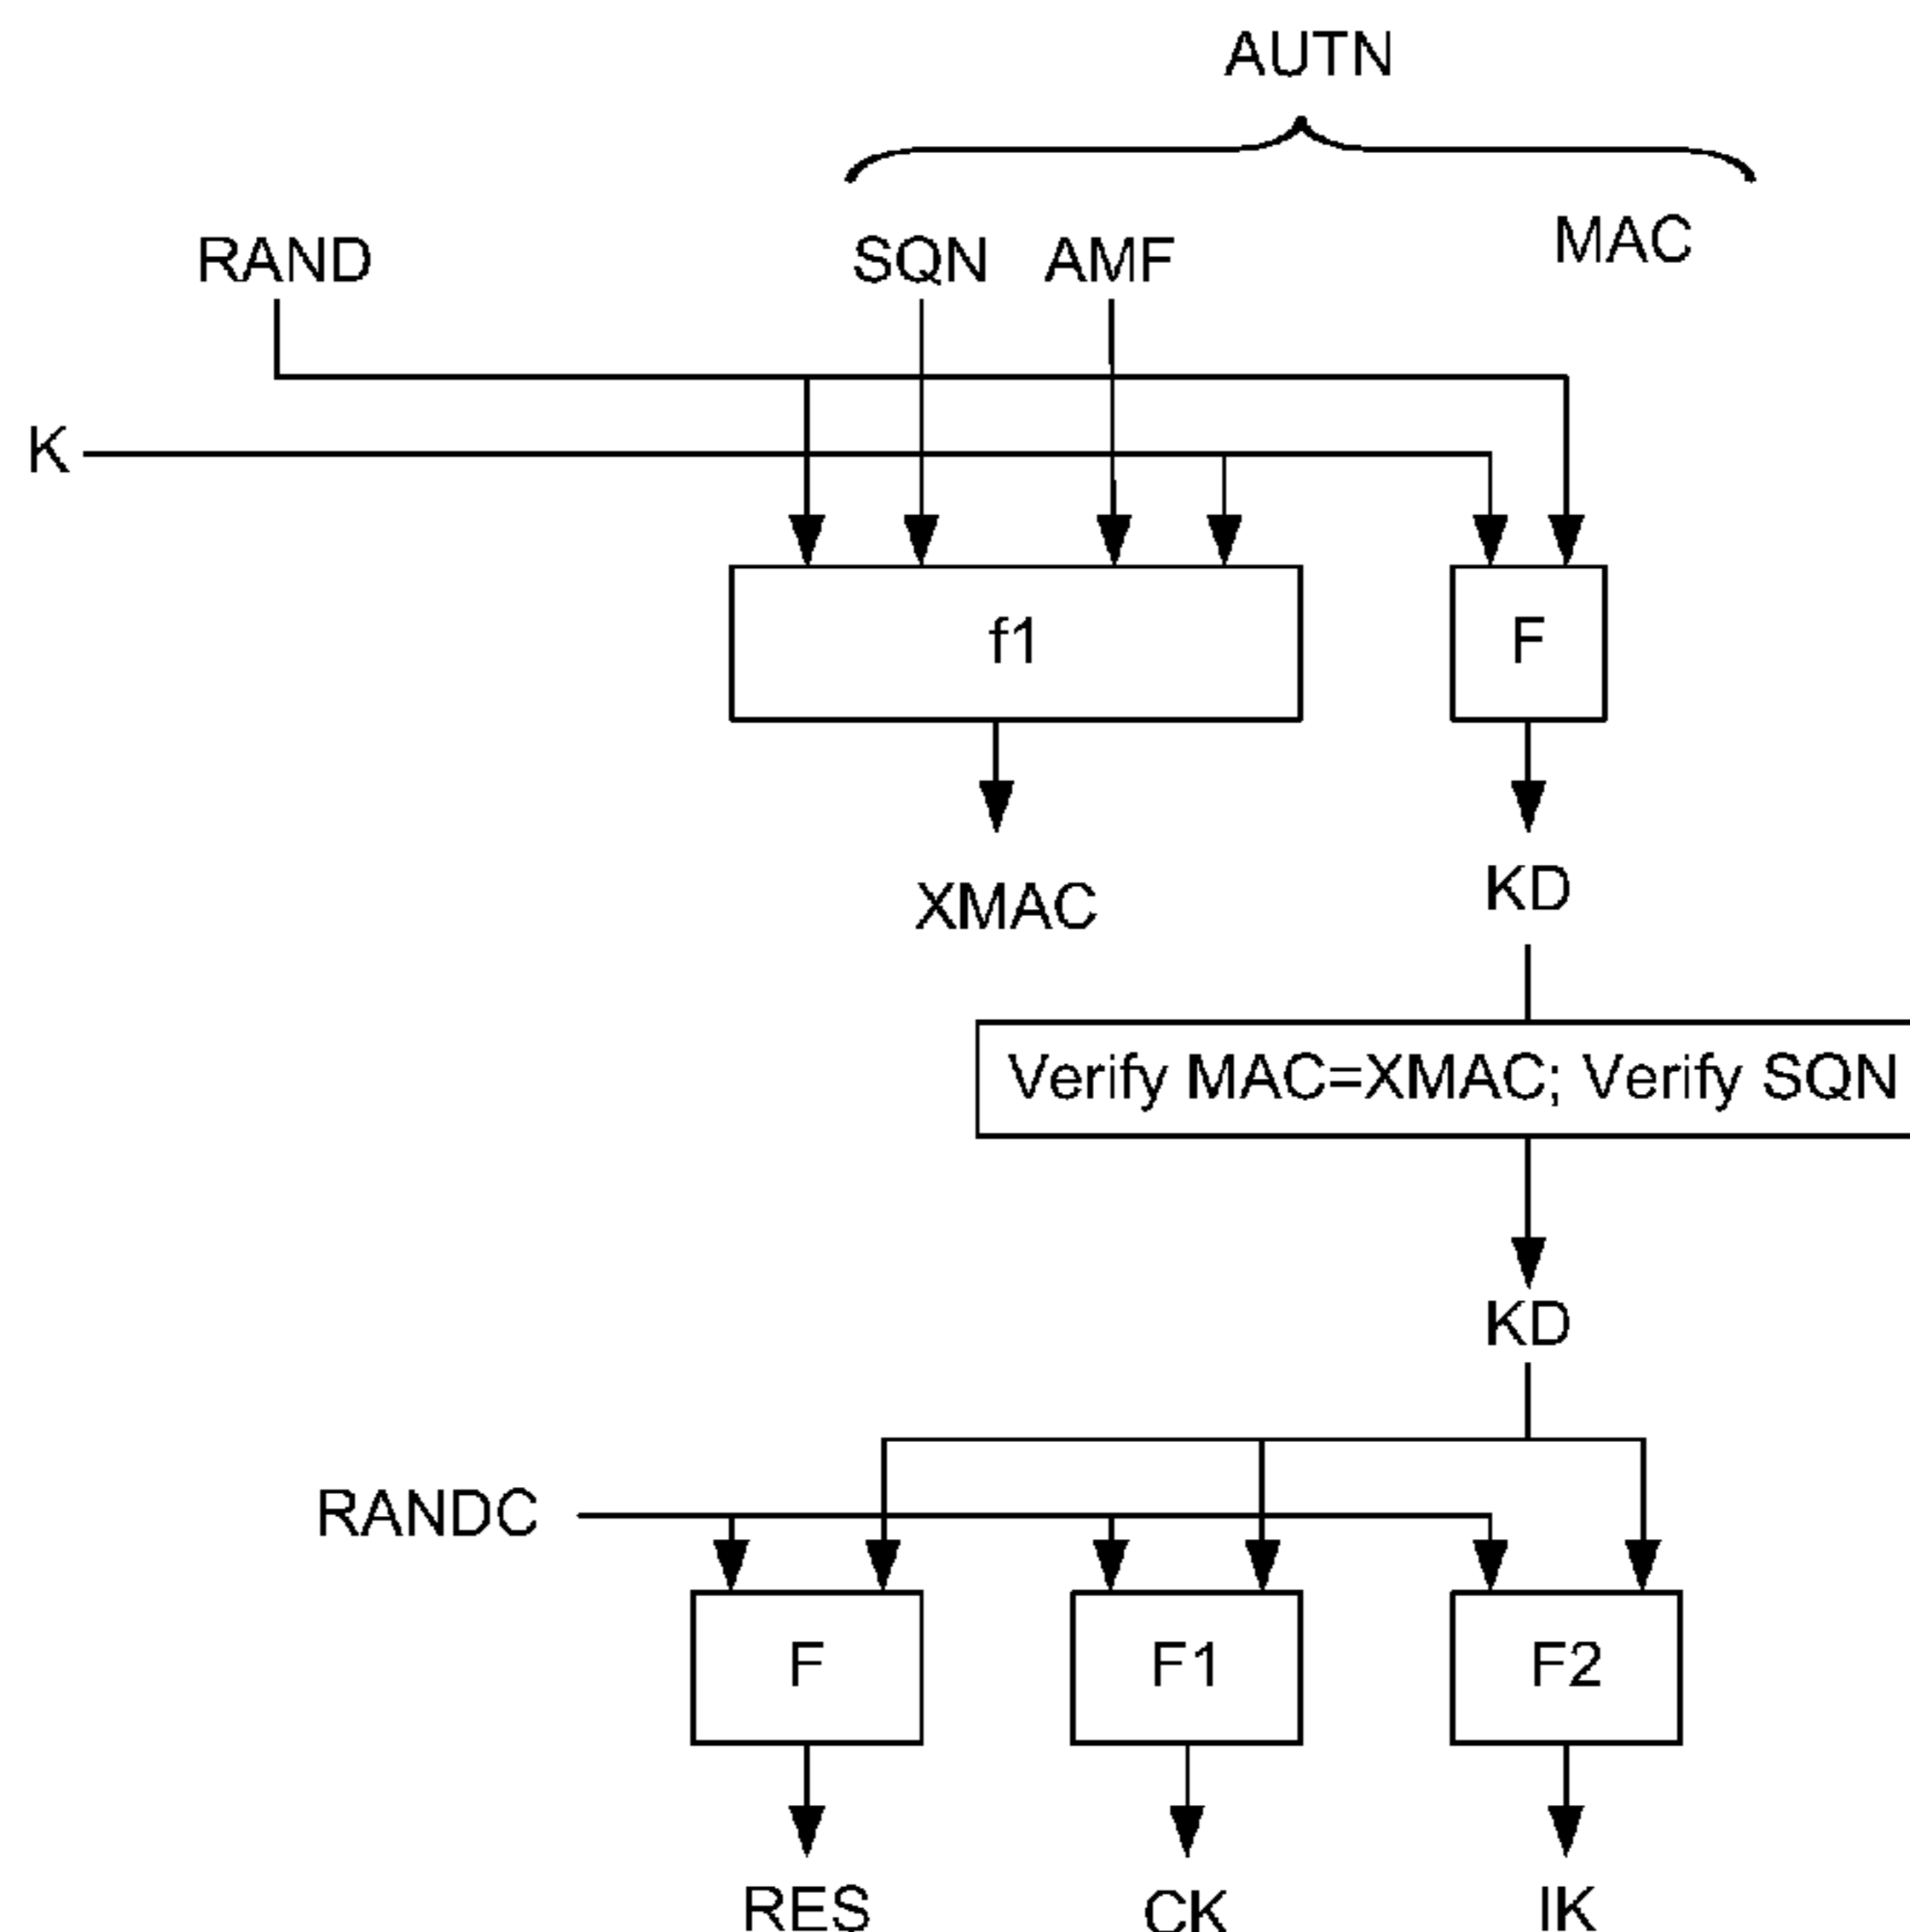 AUTN
RAND
SQN
AMF
MAC
K
f1
F
XMAC
KD
Verify MAC=XMAC; Verify SQN
KD
RANDC
F
F1
F2
RES
CK
IK